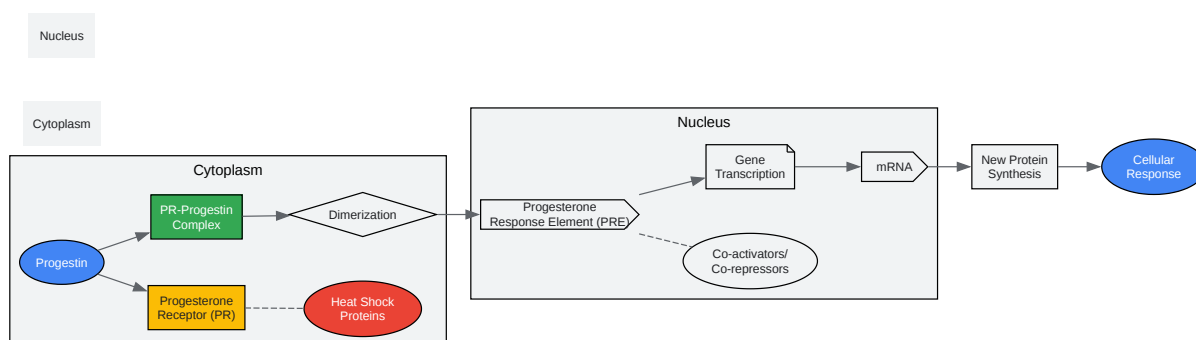 Nucleus
Cytoplasm
Cytoplasm
Progestin
PR-Progestin
Complex
Progesterone
Receptor (PR)
Dimerization
Heat Shock
Proteins
Nucleus
Progesterone
Response Element (PRE)
Gene
Transcription
Co-activators/
Co-repressors
mRNA
New Protein
Synthesis
Cellular
Response